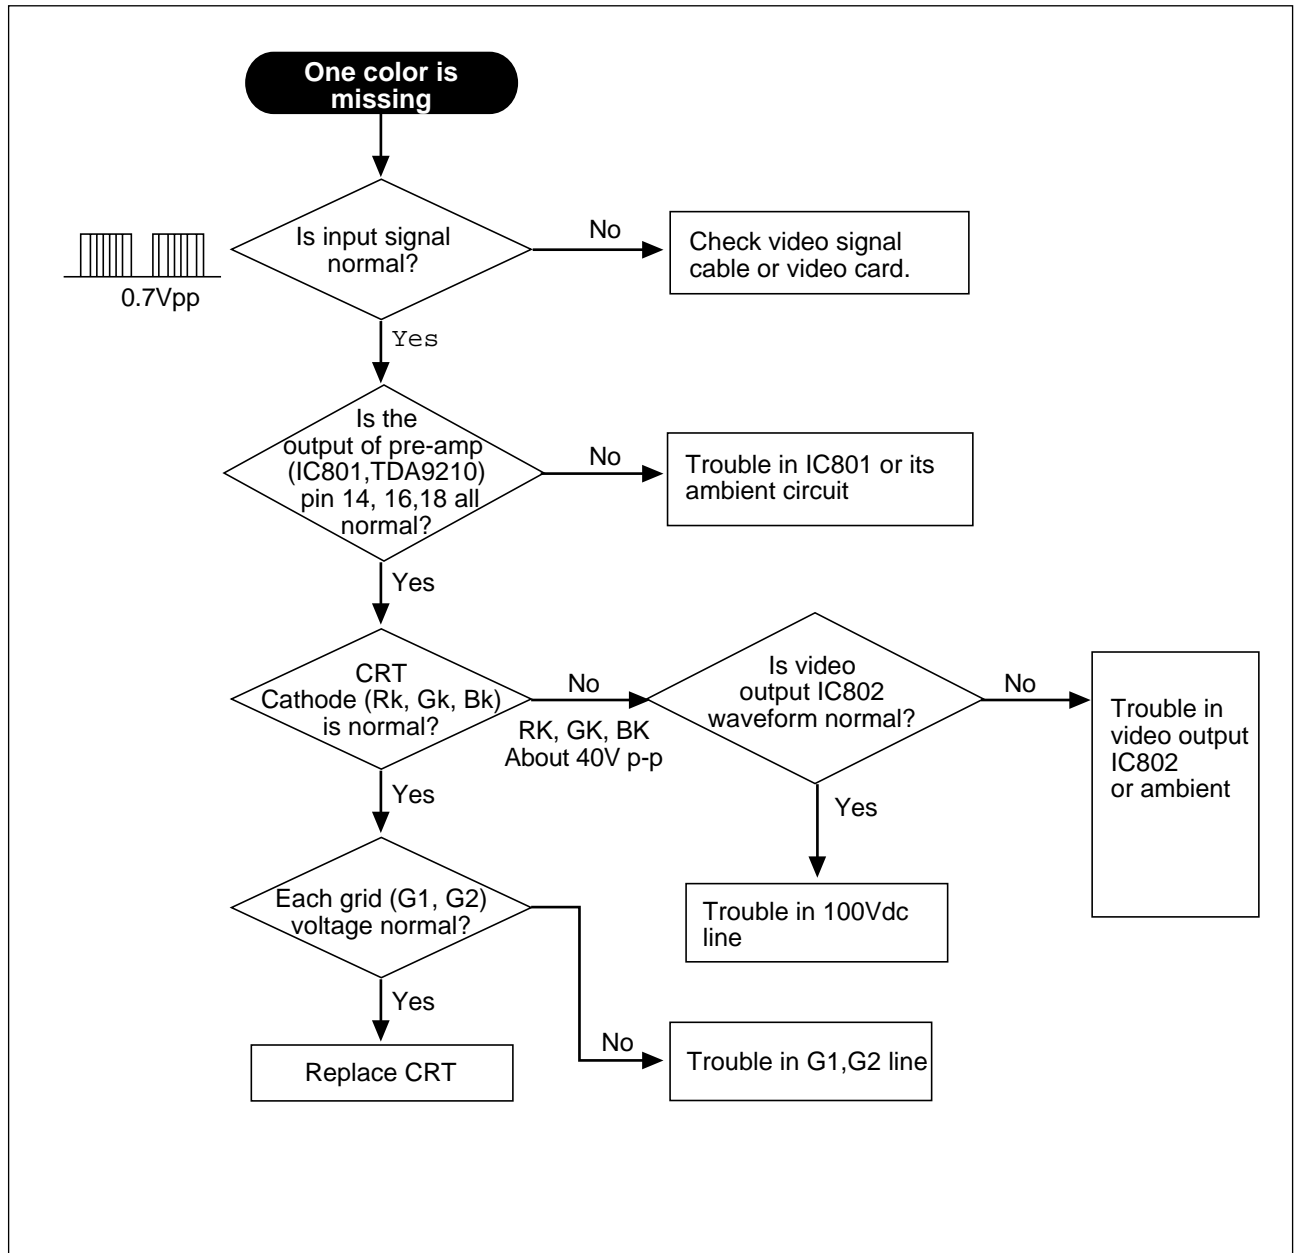 One color is
missing
Is input signal
normal?
No
Check video signal
cable or video card.
0.7Vpp
Yes
Is the
output of pre-amp
(IC801,TDA9210)
pin 14, 16,18 all
normal?
No
Trouble in IC801 or its
ambient circuit
Yes
CRT
Cathode (Rk, Gk, Bk)
is normal?
No
RK, GK, BK
About 40V p-p
Is video
output IC802
waveform normal?
No
Trouble in
video output
IC802
or ambient
Yes
Yes
Each grid (G1, G2)
voltage normal?
Trouble in 100Vdc
line
Yes
No
Trouble in G1,G2 line
Replace CRT